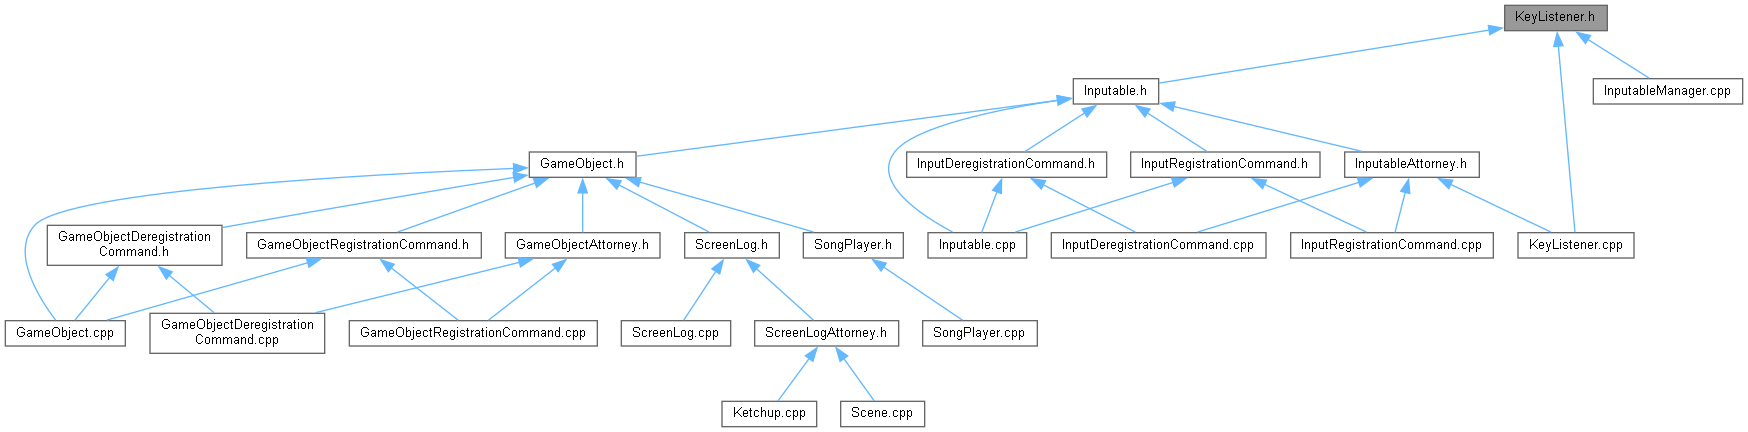 KeyListener.h
Inputable.h
InputableManager.cpp
GameObject.h
InputDeregistrationCommand.h
InputRegistrationCommand.h
InputableAttorney.h
GameObjectDeregistration
Command.h
GameObjectRegistrationCommand.h
GameObjectAttorney.h
ScreenLog.h
SongPlayer.h
Inputable.cpp
InputDeregistrationCommand.cpp
InputRegistrationCommand.cpp
KeyListener.cpp
GameObject.cpp
GameObjectDeregistration
Command.cpp
GameObjectRegistrationCommand.cpp
ScreenLog.cpp
ScreenLogAttorney.h
SongPlayer.cpp
Ketchup.cpp
Scene.cpp